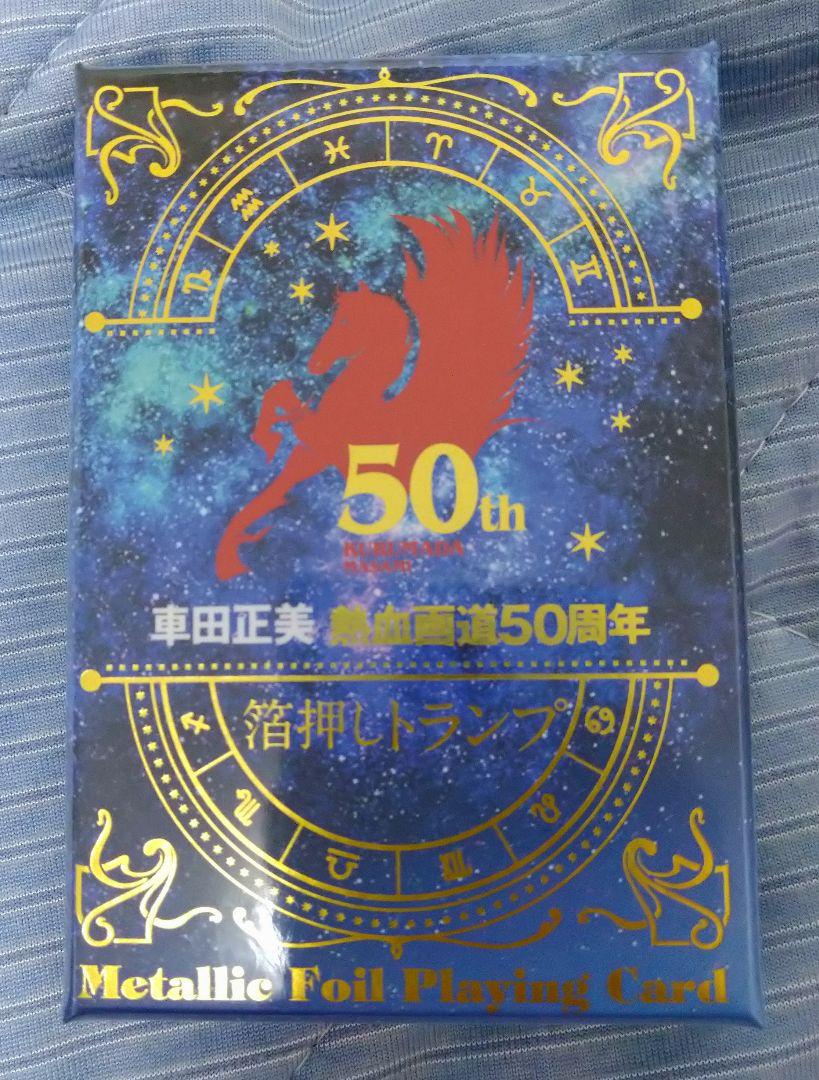 50th
KURUMADA
MASAMI
車田正美 熱血画道50周年
箔押しトランプ
Metallic Foil Playing Card